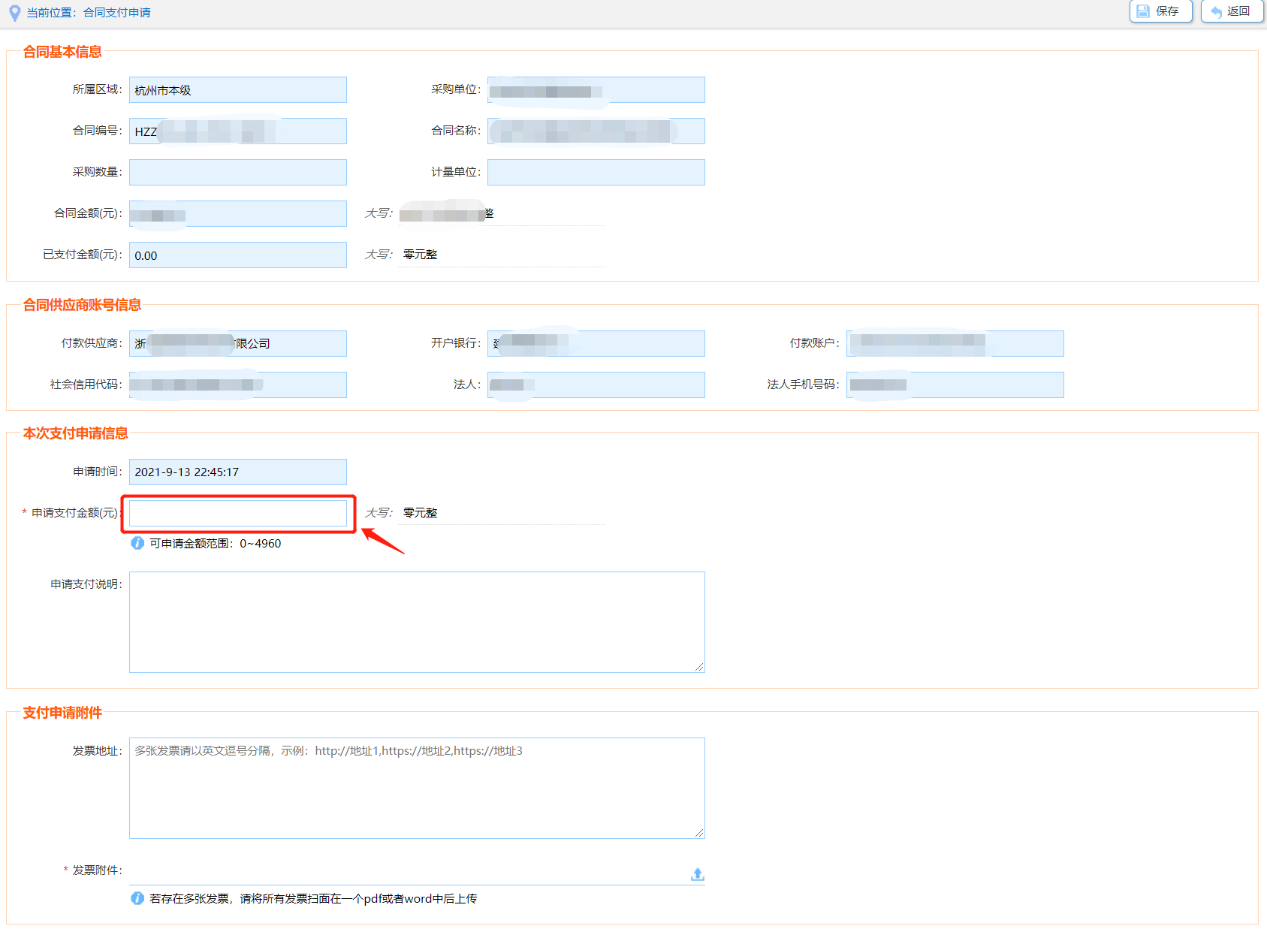 当前位置：合同支付申请
保存
返回
合同基本信息
所属区域：杭州市本级
采购单位：
合同编号：HZZ
合同名称：
采购数量：
计量单位：
合同金额(元)：
大写：整
已支付金额(元)：0.00
大写：零元整
合同供应商账号信息
付款供应商：浙 有限公司
开户银行：
付款账户：
社会信用代码：
法人：
法人手机号码：
本次支付申请信息
申请时间：2021-9-13 22:45:17
* 申请支付金额(元)：
大写：零元整
可申请金额范围：0~4960
申请支付说明：
支付申请附件
发票地址：多张发票请以英文逗号分隔，示例：http://地址1,https://地址2,https://地址3
* 发票附件：
若存在多张发票，请将所有发票扫面在一个pdf或者word中后上传